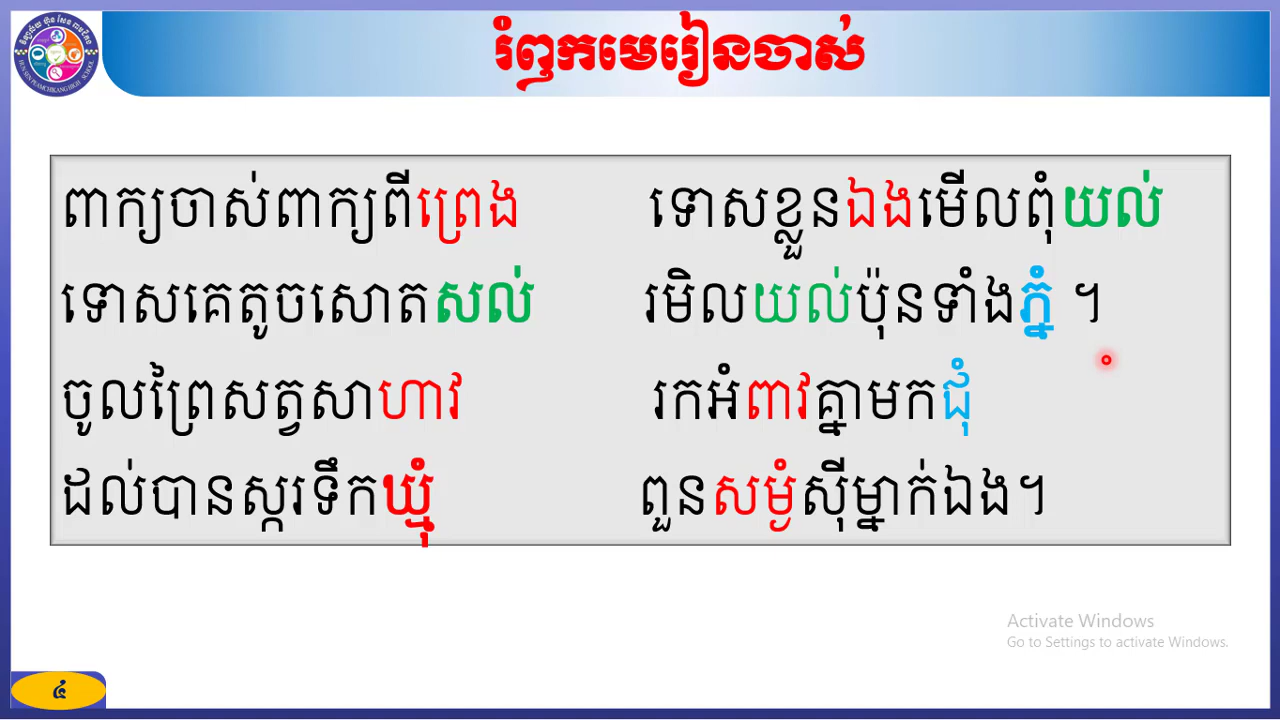 រំឭកមេរៀនចាស់
ពាក្យចាស់ពាក្យពីព្រេង ទោសខ្លួនឯងមើលពុំយល់
ទោសគេតូចសោតសល់ រមិលយល់ប៉ុនទាំងភ្នំ ។
ចូលព្រៃសត្វសាហាវ រកអំពាវគ្នាមកជុំ
ដល់បានស្ករទឹកឃ្មុំ ពួនសម្ងំស៊ីម្នាក់ឯង។
Activate Windows
Go to Settings to activate Windows.
៤